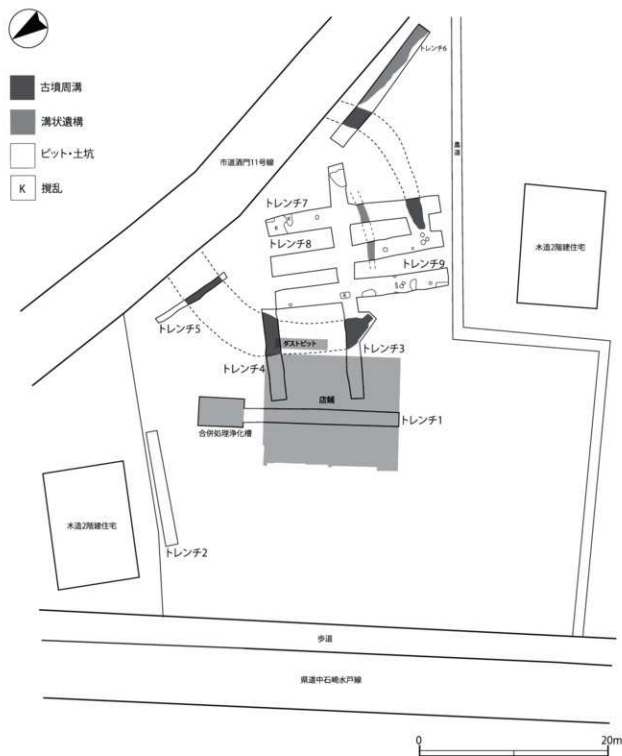 古墳周溝
溝状遺構
ピット・土坑
K 撹乱
市道酒門11号線
トレンチ6
農道
トレンチ7
K
K
トレンチ8
木造2階建住宅
トレンチ9
K
トレンチ5
ダストピット
トレンチ3
トレンチ4
店舗
トレンチ1
合併処理浄化槽
木造2階建住宅
トレンチ2
歩道
県道中石崎水戸線
0 20m